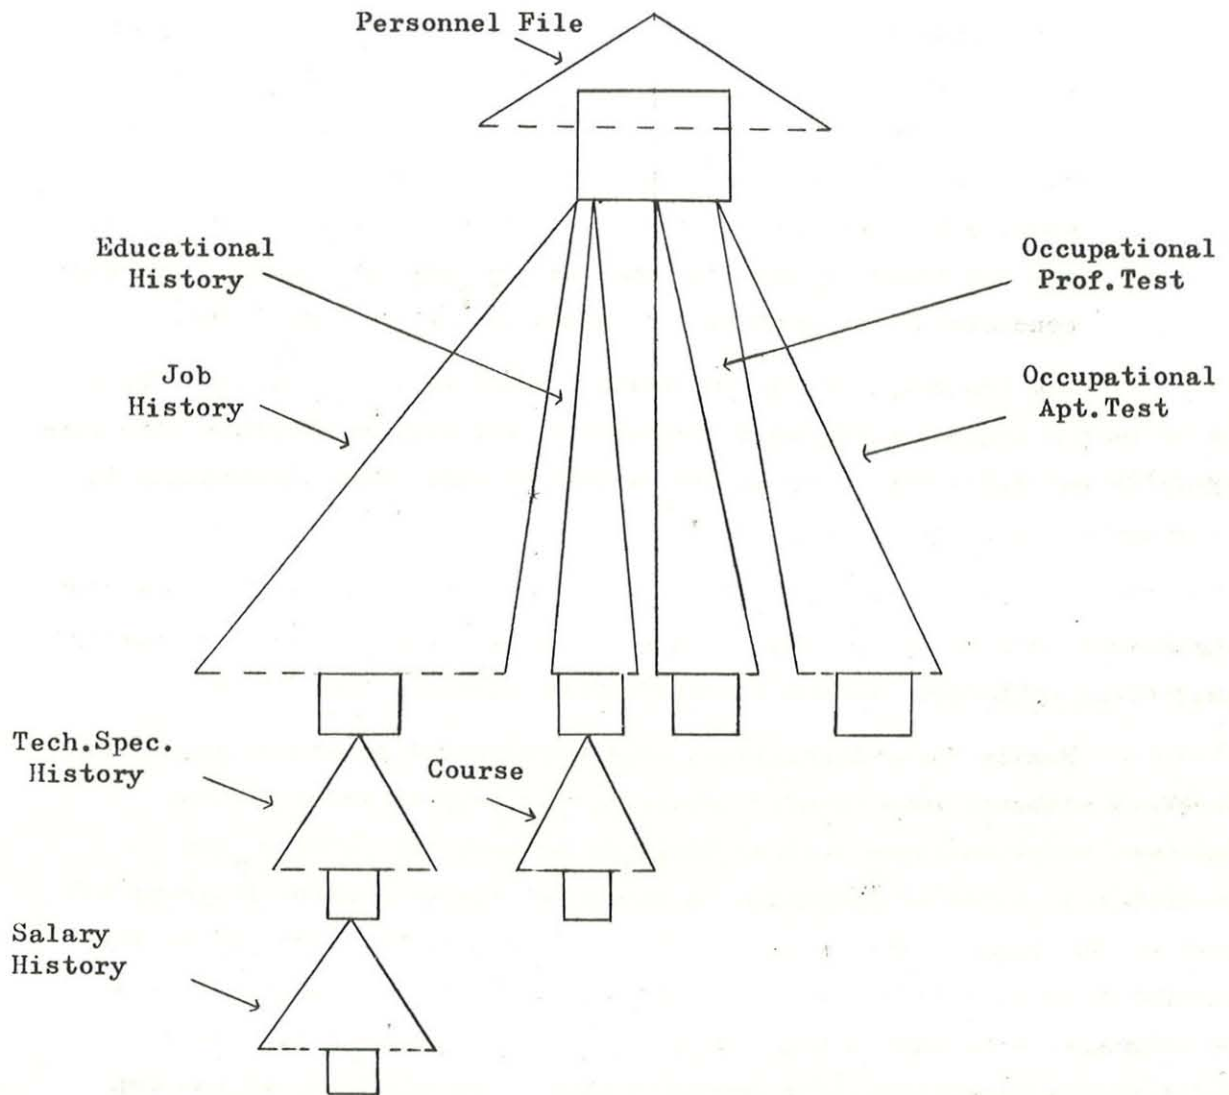 Personnel File
Educational
History
Occupational
Prof.Test
Job
History
Occupational
Apt.Test
Tech.Spec.
History
Course
Salary
History